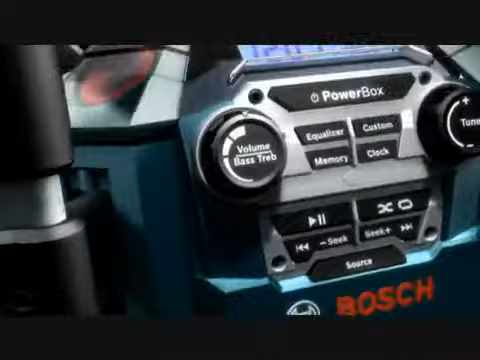 PowerBox
Equalizer Custom
Memory Clock
Volume
Bass Treb
Tune
- Seek Seek+
Source
BOSCH